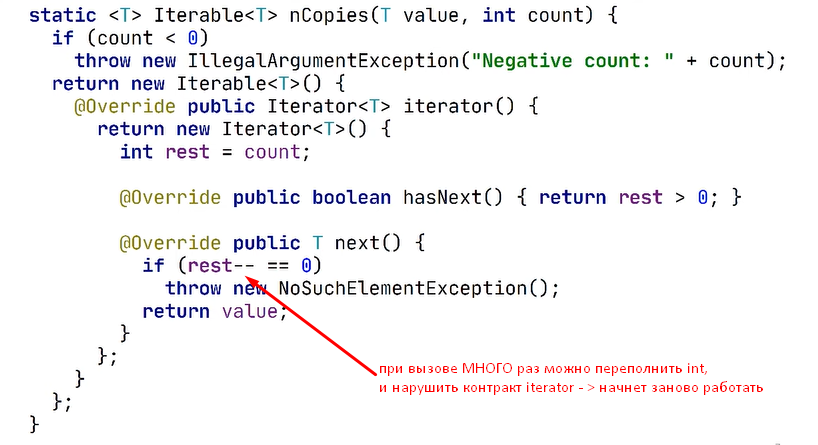 static <T> Iterable<T> nCopies(T value, int count) {
if (count < 0)
throw new IllegalArgumentException("Negative count: " + count);
return new Iterable<T>() {
@Override public Iterator<T> iterator() {
return new Iterator<T>() {
int rest = count;
@Override public boolean hasNext() { return rest > 0; }
@Override public T next() {
if (rest-- == 0)
throw new NoSuchElementException();
return value;
}
};
}
};
}
при вызове МНОГО раз можно переполнить int,
и нарушить контракт iterator - > начнет заново работать